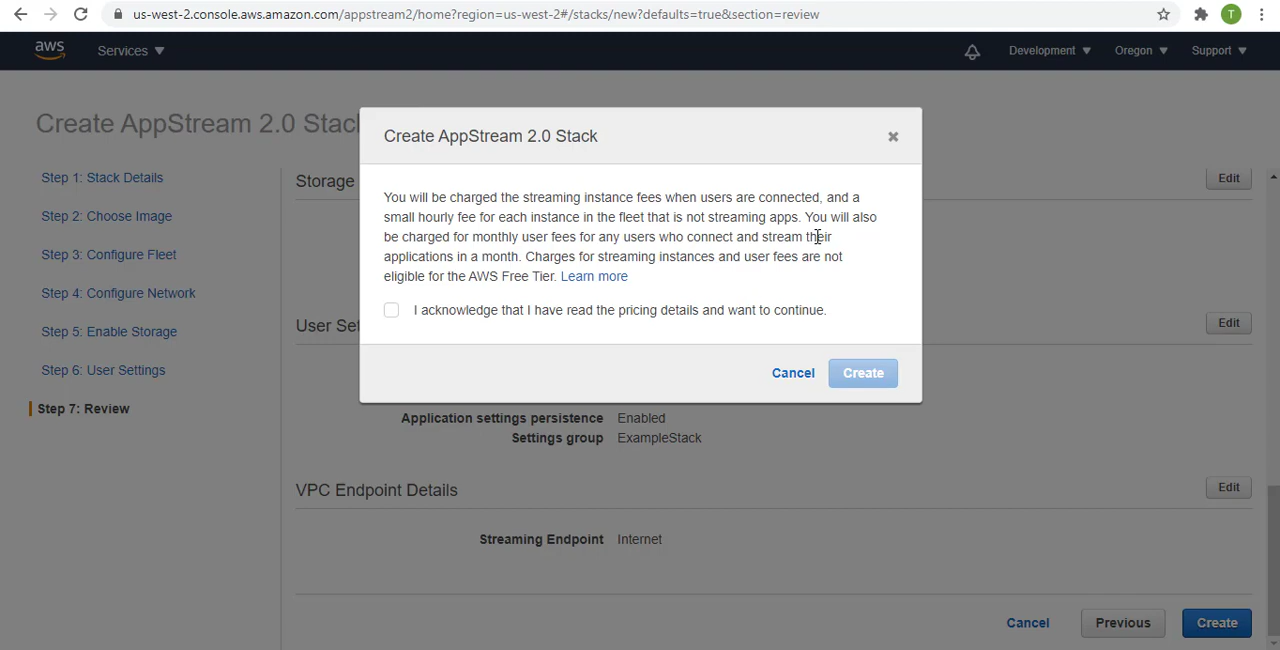 us-west-2.console.aws.amazon.com/appstream2/home?region=us-west-2#/stacks/new?defaults=true&section=review
T
aws Services Development Oregon Support
Create AppStream 2.0 Stack
Step 1: Stack Details
Step 2: Choose Image
Step 3: Configure Fleet
Step 4: Configure Network
Step 5: Enable Storage
Step 6: User Settings
Step 7: Review
Storage Edit
Create AppStream 2.0 Stack
You will be charged the streaming instance fees when users are connected, and a
small hourly fee for each instance in the fleet that is not streaming apps. You will also
be charged for monthly user fees for any users who connect and stream their
applications in a month. Charges for streaming instances and user fees are not
eligible for the AWS Free Tier. Learn more
I acknowledge that I have read the pricing details and want to continue.
Cancel Create
User Set Edit
Application settings persistence Enabled
Settings group ExampleStack
VPC Endpoint Details Edit
Streaming Endpoint Internet
Cancel Previous Create